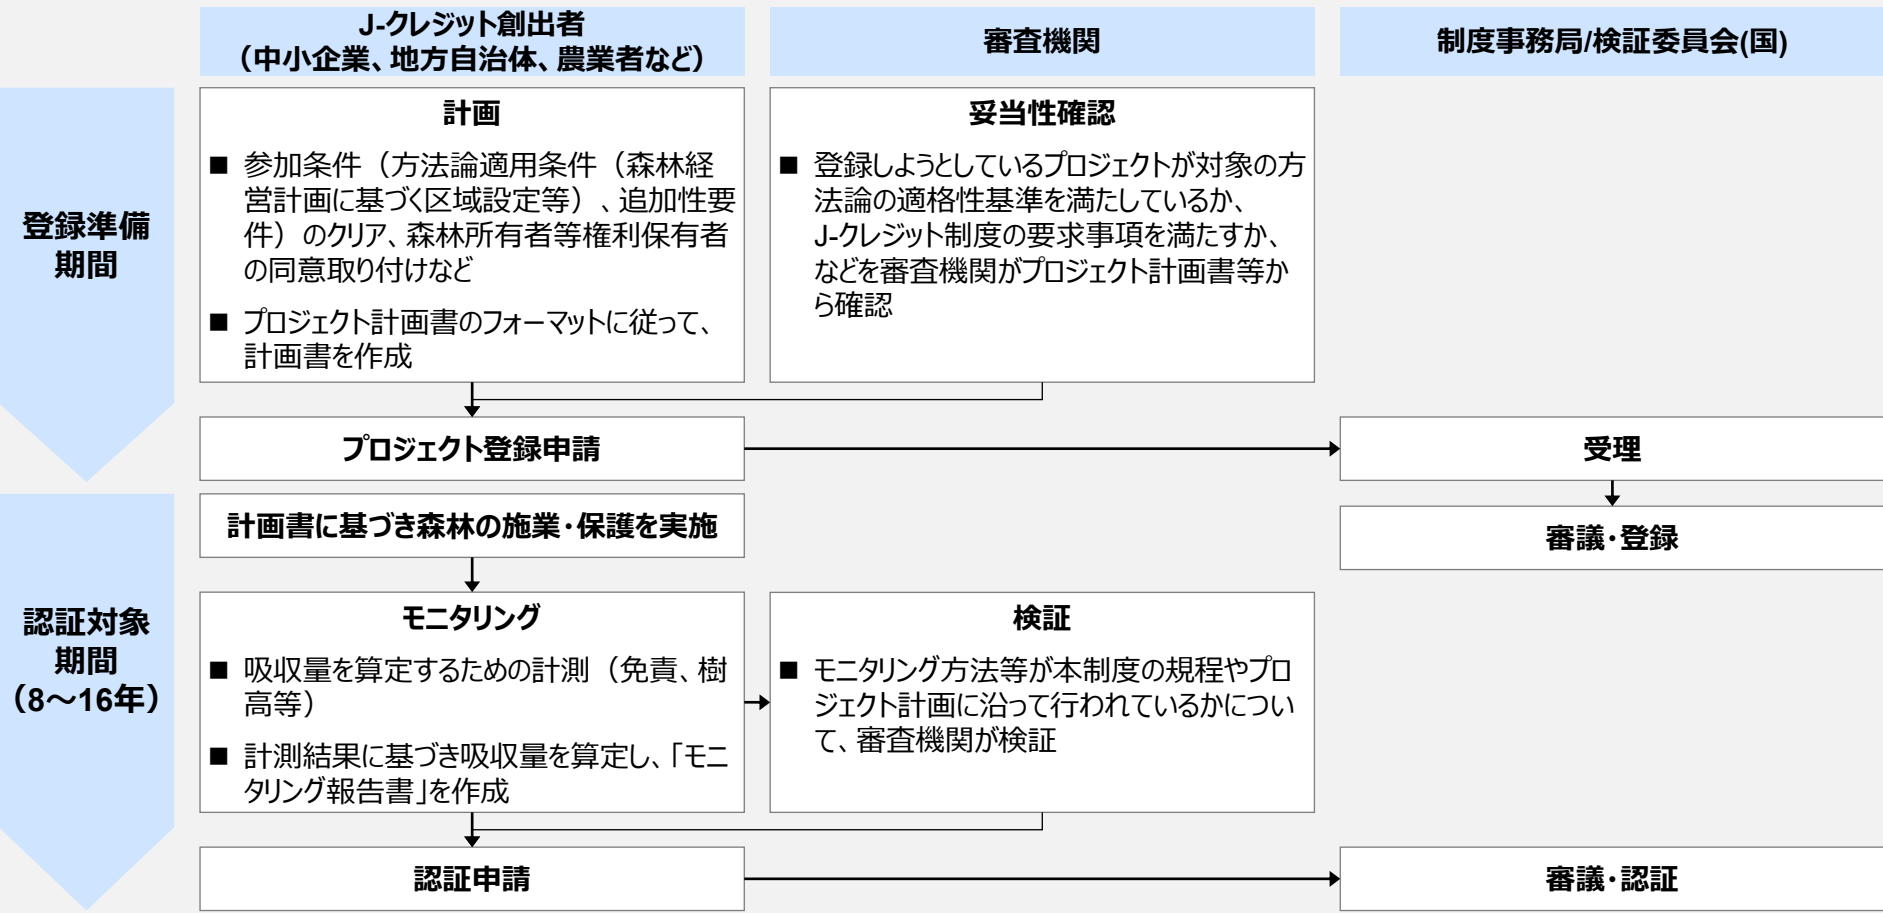 J-クレジット創出者
（中小企業、地方自治体、農業者など）
審査機関
制度事務局/検証委員会(国)
登録準備
期間
計画
■ 参加条件（方法論適用条件（森林経
営計画に基づく区域設定等）、追加性要
件）のクリア、森林所有者等権利保有者
の同意取り付けなど
■ プロジェクト計画書のフォーマットに従って、
計画書を作成
妥当性確認
■ 登録しようとしているプロジェクトが対象の方
法論の適格性基準を満たしているか、
J-クレジット制度の要求事項を満たすか、
などを審査機関がプロジェクト計画書等か
ら確認
プロジェクト登録申請
受理
認証対象
期間
（8～16年）
計画書に基づき森林の施業・保護を実施
審議・登録
モニタリング
■ 吸収量を算定するための計測（免責、樹
高等）
■ 計測結果に基づき吸収量を算定し、「モニ
タリング報告書」を作成
検証
■ モニタリング方法等が本制度の規程やプロ
ジェクト計画に沿って行われているかについ
て、審査機関が検証
認証申請
審議・認証